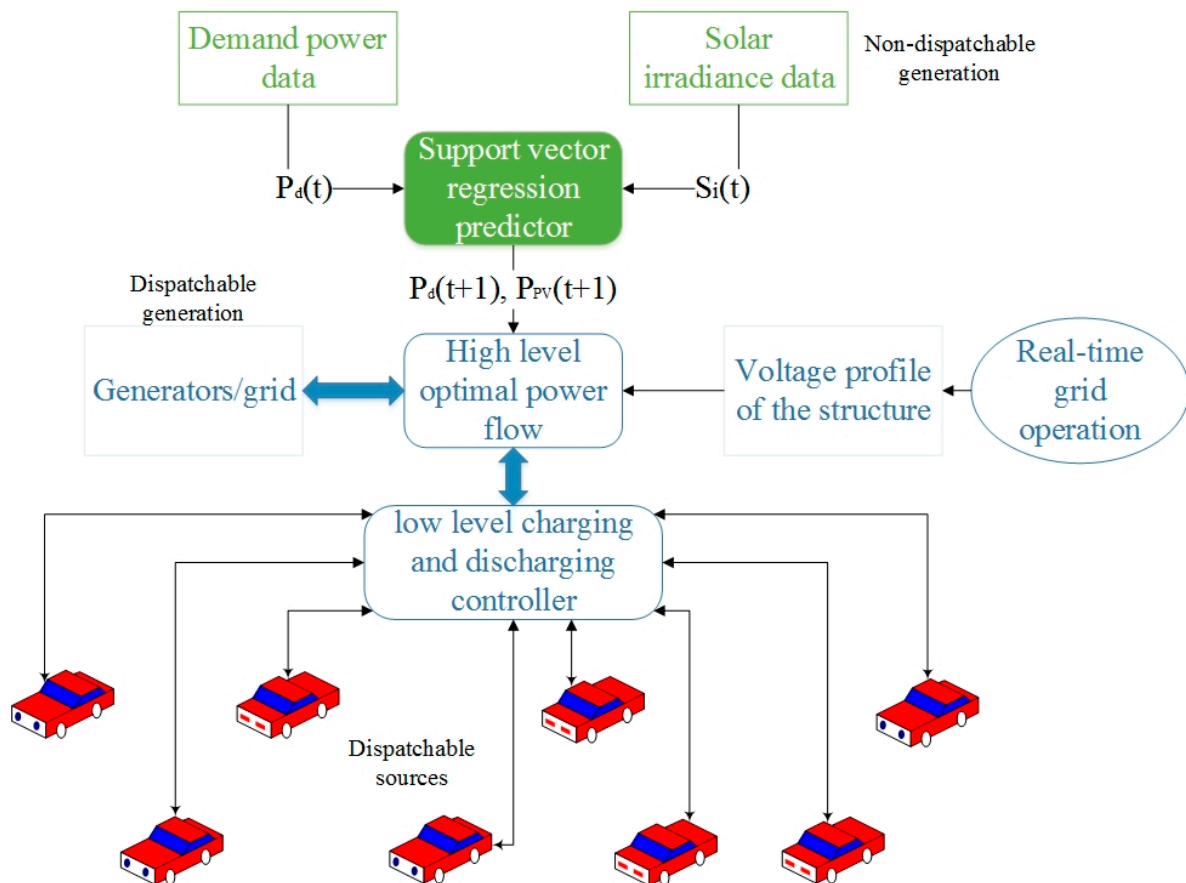 Demand power
data
Solar
irradiance data
Non-dispatchable
generation
Support vector
regression
predictor
Pd(t)
Si(t)
Pd(t+1), PPV(t+1)
Dispatchable
generation
Generators/grid
High level
optimal power
flow
Voltage profile
of the structure
Real-time
grid
operation
low level charging
and discharging
controller
Dispatchable
sources